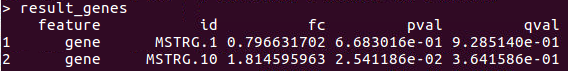 > result_genes
feature id fc pval qval
1 gene MSTRG.1 0.796631702 6.683016e-01 9.285140e-01
2 gene MSTRG.10 1.814595963 2.541186e-02 3.641586e-01